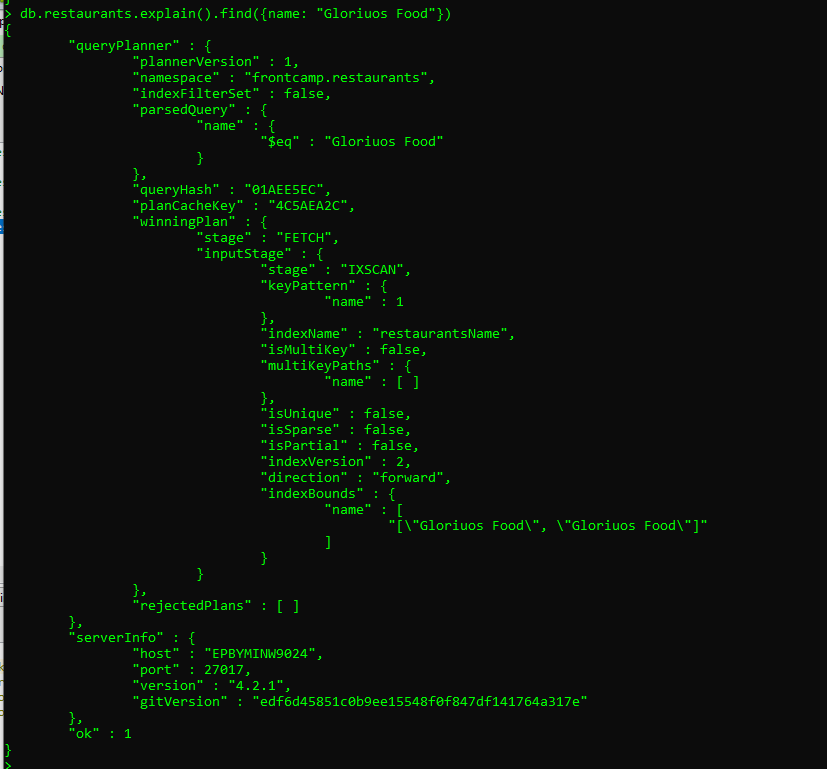 > db.restaurants.explain().find({name: "Gloriuos Food"})
{
        "queryPlanner" : {
                "plannerVersion" : 1,
                "namespace" : "frontcamp.restaurants",
                "indexFilterSet" : false,
                "parsedQuery" : {
                        "name" : {
                                "$eq" : "Gloriuos Food"
                        }
                },
                "queryHash" : "01AEE5EC",
                "planCacheKey" : "4C5AEA2C",
                "winningPlan" : {
                        "stage" : "FETCH",
                        "inputStage" : {
                                "stage" : "IXSCAN",
                                "keyPattern" : {
                                        "name" : 1
                                },
                                "indexName" : "restaurantsName",
                                "isMultiKey" : false,
                                "multiKeyPaths" : {
                                        "name" : [ ]
                                },
                                "isUnique" : false,
                                "isSparse" : false,
                                "isPartial" : false,
                                "indexVersion" : 2,
                                "direction" : "forward",
                                "indexBounds" : {
                                        "name" : [
                                                "[\"Gloriuos Food\", \"Gloriuos Food\"]"
                                        ]
                                }
                        }
                },
                "rejectedPlans" : [ ]
        },
        "serverInfo" : {
                "host" : "EPBYMINW9024",
                "port" : 27017,
                "version" : "4.2.1",
                "gitVersion" : "edf6d45851c0b9ee15548f0f847df141764a317e"
        },
        "ok" : 1
}
>